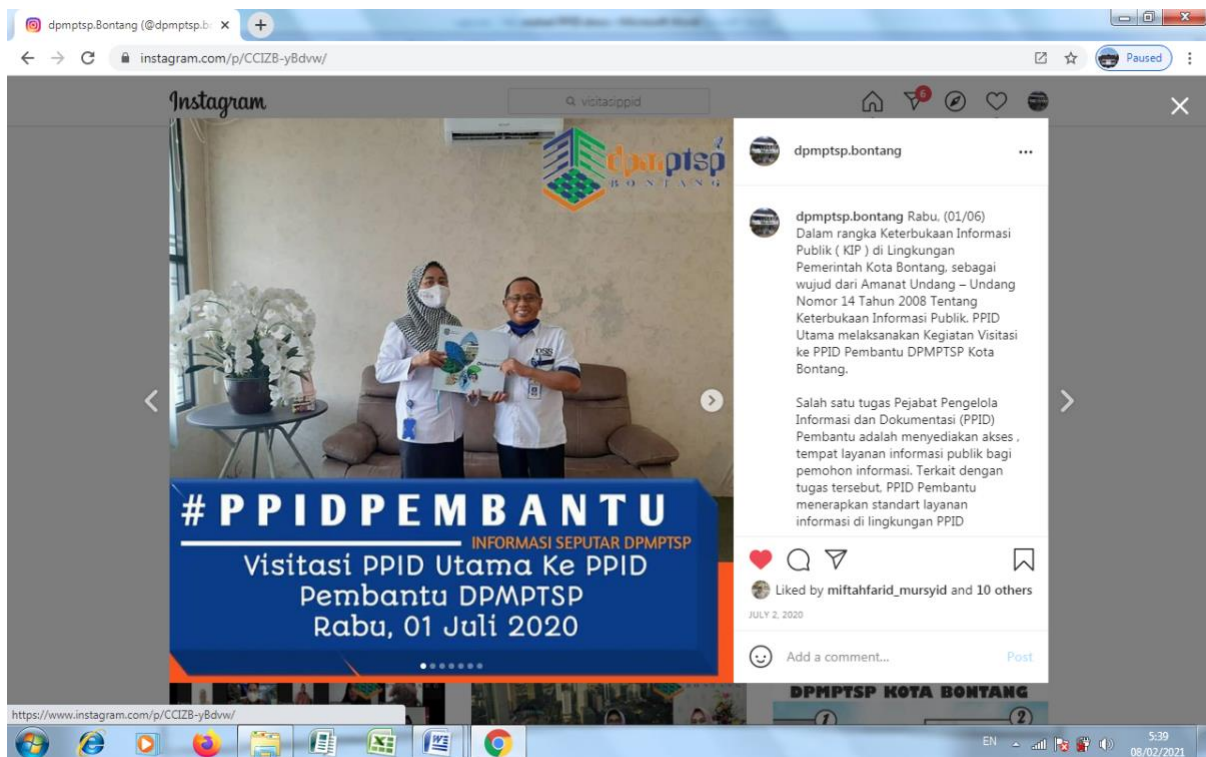 dpmptsp.Bontang (@dpmptsp.b
instagram.com/p/CCIZB-yBdvw/
Paused
Instagram
visitasippid
6
dpmptsp
BONTANG
#PPIDPEMBANTU
INFORMASI SEPUTAR DPMPTSP
Visitasi PPID Utama Ke PPID
Pembantu DPMPTSP
Rabu, 01 Juli 2020
dpmptsp.bontang
dpmptsp.bontang Rabu, (01/06)
Dalam rangka Keterbukaan Informasi
Publik ( KIP ) di Lingkungan
Pemerintah Kota Bontang, sebagai
wujud dari Amanat Undang – Undang
Nomor 14 Tahun 2008 Tentang
Keterbukaan Informasi Publik. PPID
Utama melaksanakan Kegiatan Visitasi
ke PPID Pembantu DPMPTSP Kota
Bontang.
Salah satu tugas Pejabat Pengelola
Informasi dan Dokumentasi (PPID)
Pembantu adalah menyediakan akses ,
tempat layanan informasi publik bagi
pemohon informasi. Terkait dengan
tugas tersebut, PPID Pembantu
menerapkan standart layanan
informasi di lingkungan PPID
Liked by miftahfarid_mursyid and 10 others
JULY 2, 2020
Add a comment...
Post
DPMPTSP KOTA BONTANG
1
2
https://www.instagram.com/p/CCIZB-yBdvw/
EN
5:39
08/02/2021